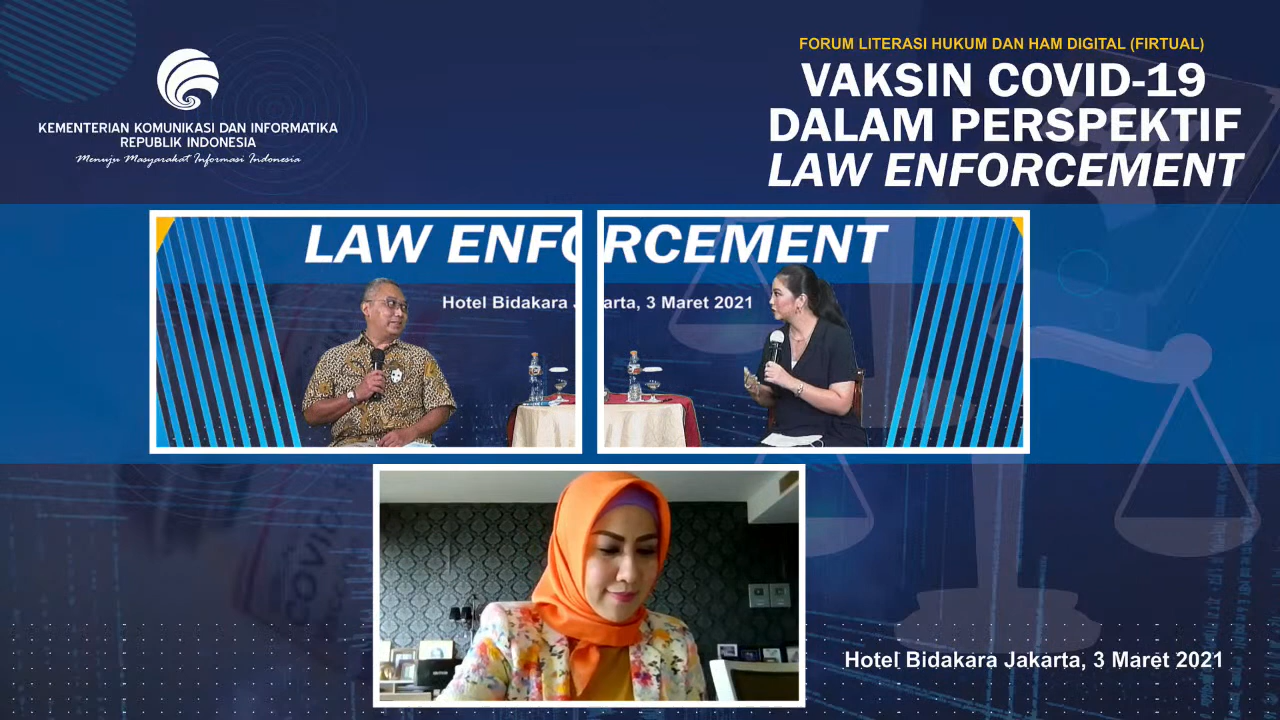 KEMENTERIAN KOMUNIKASI DAN INFORMATIKA
REPUBLIK INDONESIA
Menuju Masyarakat Informasi Indonesia
FORUM LITERASI HUKUM DAN HAM DIGITAL (FIRTUAL)
VAKSIN COVID-19
DALAM PERSPEKTIF
LAW ENFORCEMENT
LAW ENFO
Hotel Bidakara J
RCEMENT
arta, 3 Maret 2021
COVID
Hotel Bidakara Jakarta, 3 Maret 2021